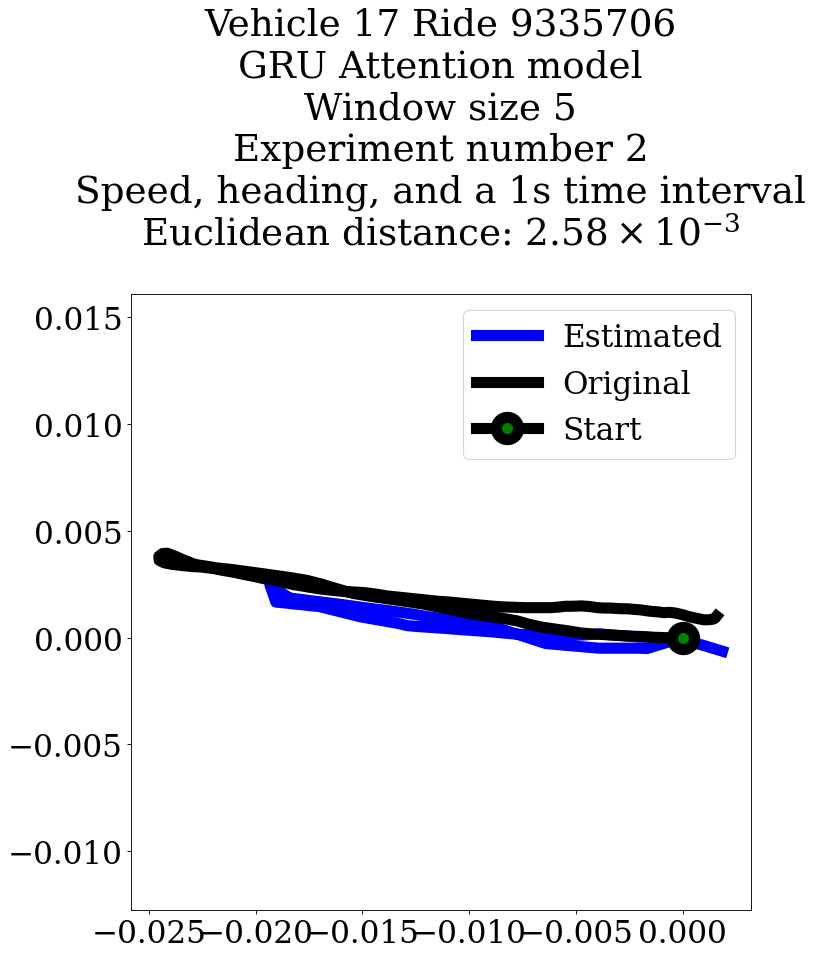 Vehicle 17 Ride 9335706
GRU Attention model
Window size 5
Experiment number 2
Speed, heading, and a 1s time interval
Euclidean distance: 2.58 × 10⁻³
Estimated
Original
Start
0.015
0.010
0.005
0.000
−0.005
−0.010
−0.025
−0.020
−0.015
−0.010
−0.005
0.000